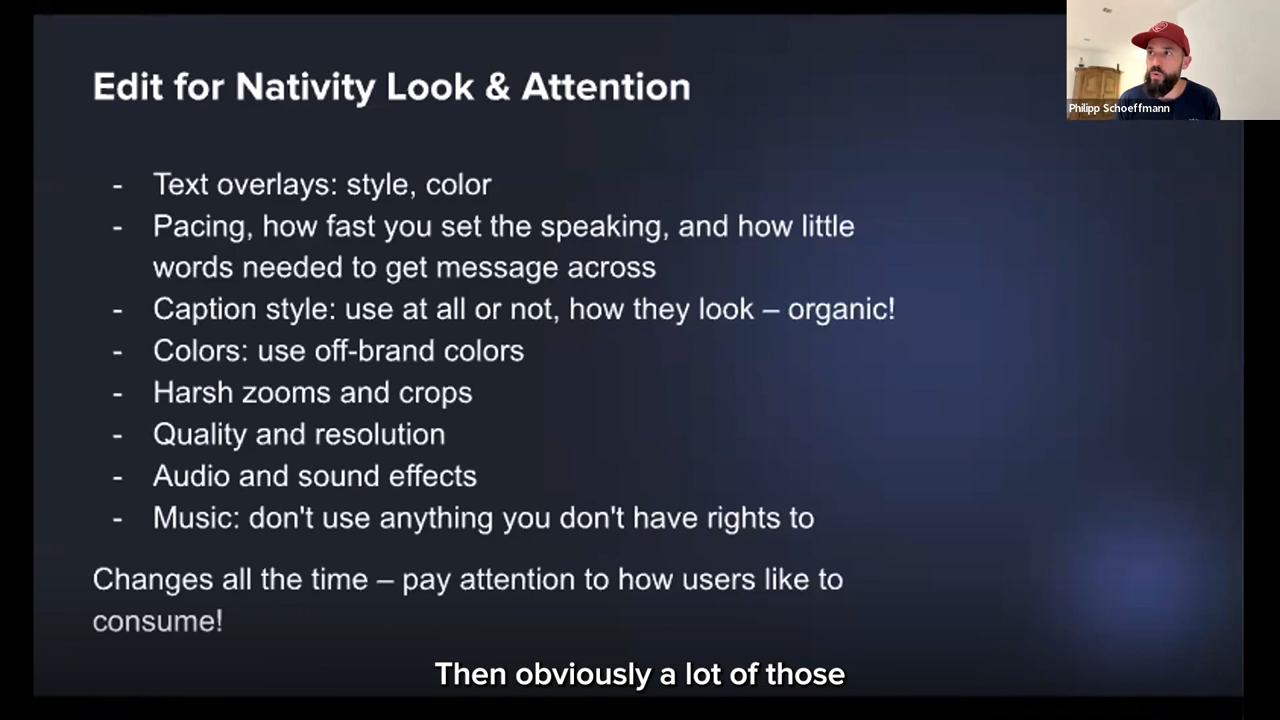 Edit for Nativity Look & Attention
Philipp Schoeffmann
- Text overlays: style, color
- Pacing, how fast you set the speaking, and how little
words needed to get message across
- Caption style: use at all or not, how they look – organic!
- Colors: use off-brand colors
- Harsh zooms and crops
- Quality and resolution
- Audio and sound effects
- Music: don't use anything you don't have rights to
Changes all the time – pay attention to how users like to
consume!
Then obviously a lot of those